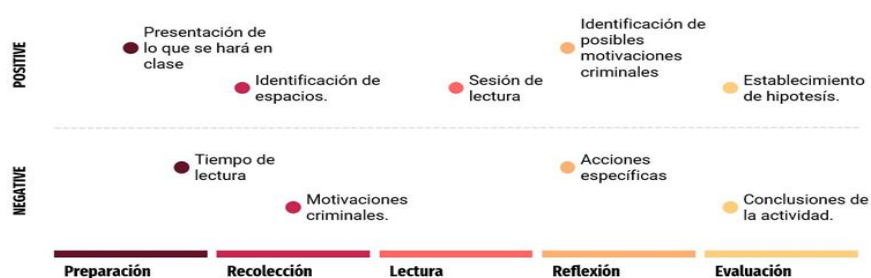 POSITIVE
Presentación de
lo que se hará en
clase
Identificación de
espacios.
Sesión de
lectura
Identificación de
posibles
motivaciones
criminales
Establecimiento
de hipotesís.
NEGATIVE
Tiempo de
lectura
Motivaciones
criminales.
Acciones
específicas
Conclusiones de
la actividad.
Preparación
Recolección
Lectura
Reflexión
Evaluación